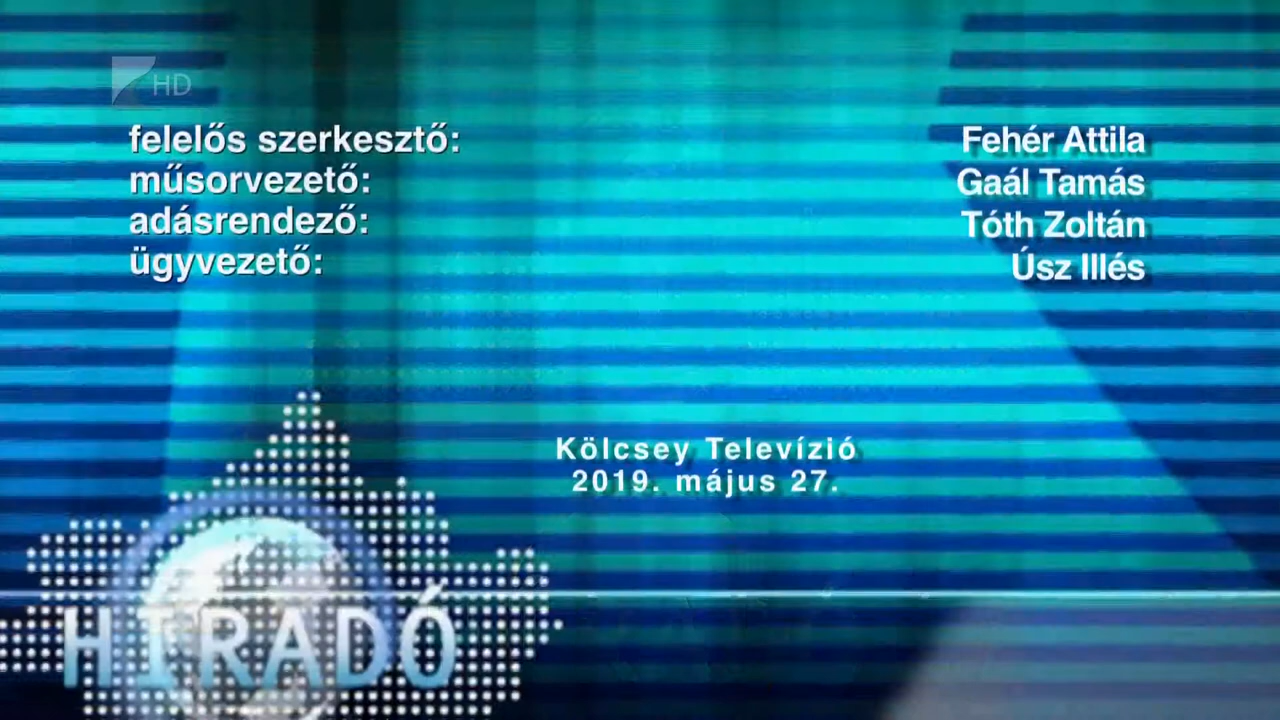 HD
felelős szerkesztő: Fehér Attila
műsorvezető: Gaál Tamás
adásrendező: Tóth Zoltán
ügyvezető: Úsz Illés
Kölcsey Televízió
2019. május 27.
HÍRADÓ